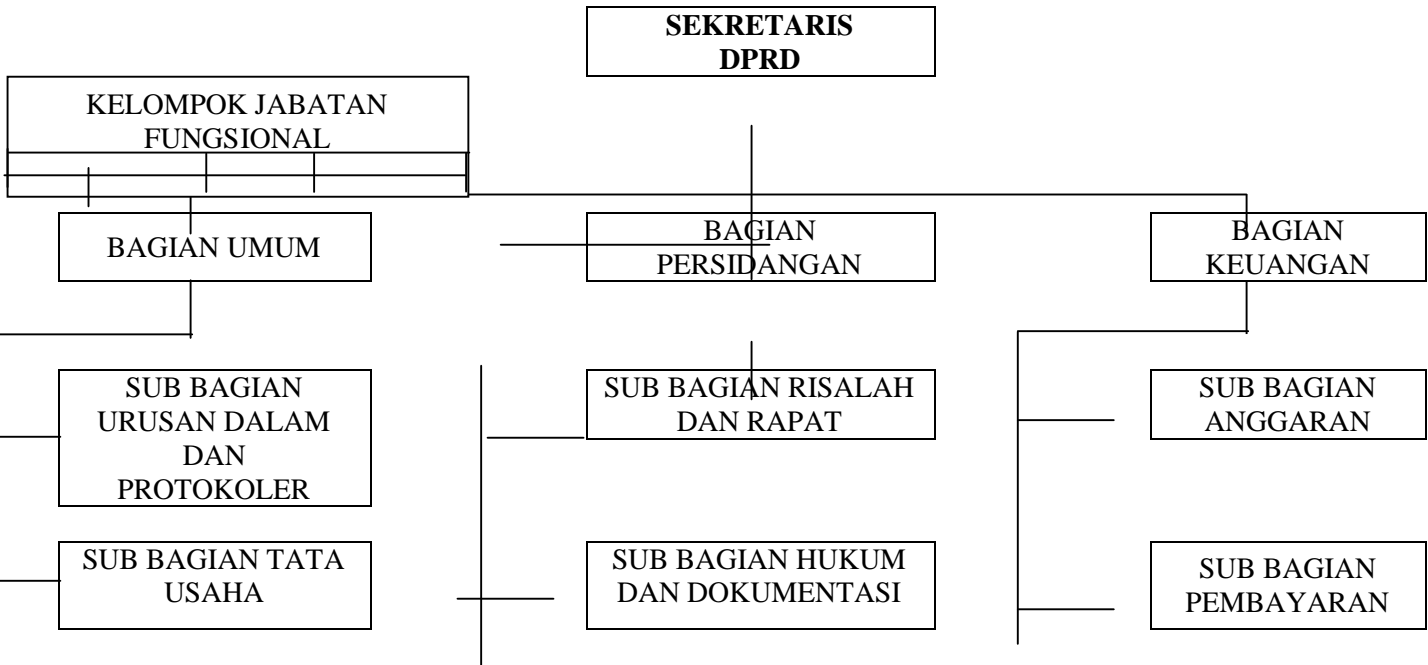 SEKRETARIS
DPRD
KELOMPOK JABATAN
FUNGSIONAL
BAGIAN UMUM
BAGIAN
PERSIDANGAN
BAGIAN
KEUANGAN
SUB BAGIAN
URUSAN DALAM
DAN
PROTOKOLER
SUB BAGIAN RISALAH
DAN RAPAT
SUB BAGIAN
ANGGARAN
SUB BAGIAN TATA
USAHA
SUB BAGIAN HUKUM
DAN DOKUMENTASI
SUB BAGIAN
PEMBAYARAN